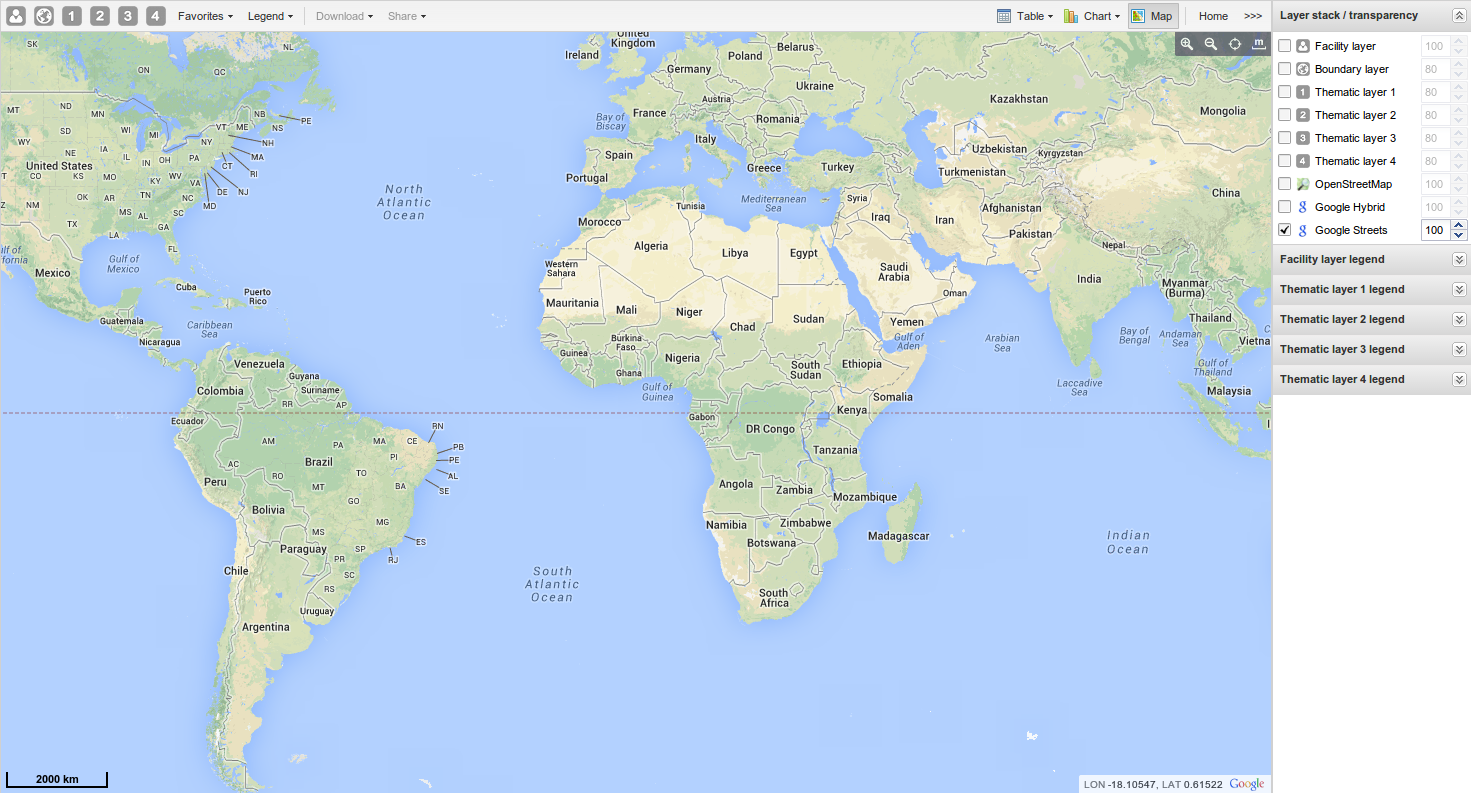 1 2 3 4 Favorites Legend Download Share Table Chart Map Home >>>
Layer stack / transparency
Facility layer 100
Boundary layer 80
1 Thematic layer 1 80
2 Thematic layer 2 80
3 Thematic layer 3 80
4 Thematic layer 4 80
OpenStreetMap 100
Google Hybrid 100
Google Streets 100
Facility layer legend
Thematic layer 1 legend
Thematic layer 2 legend
Thematic layer 3 legend
Thematic layer 4 legend
m
SK
NL
ON
QC
MT
ND
MN
NB
PE
NS
SD
WI
MI
VT
ME
NH
WY
NY
MA
NE
IA
IL
IN
OH
PA
CT
RI
United States
UT
CO
KS
MO
KY
WV
VA
DE
NJ
MD
NM
OK
AR
TN
NC
MS
AL
SC
TX
LA
GA
FL
Mexico
Gulf of
Mexico
Cuba
Puerto
Rico
Guatemala
Caribbean
Sea
Nicaragua
Venezuela
Guyana
Colombia
Suriname
RR
AP
Ecuador
AM
PA
MA
CE
RN
PB
PE
PI
AL
SE
AC
RO
TO
BA
Brazil
Peru
MT
GO
Bolivia
MG
MS
ES
SP
RJ
Paraguay
PR
SC
Chile
RS
Uruguay
Argentina
North
Atlantic
Ocean
South
Atlantic
Ocean
United
Kingdom
Ireland
Belarus
Poland
Germany
Ukraine
Austria
France
Romania
Bay of
Biscay
Italy
Spain
Greece
Turkey
Portugal
Kazakhstan
Mongolia
Uzbekistan
Kyrgyzstan
Turkmenistan
China
Mediterranean
Sea
Syria
Iraq
Iran
Afghanistan
Pakistan
Nepal
Tunisia
Morocco
Algeria
Libya
Egypt
Western
Sahara
Saudi
Arabia
Oman
India
Myanmar
(Burma)
Mauritania
Mali
Niger
Chad
Sudan
Yemen
Gulf of
Aden
Arabian
Sea
Bay of
Bengal
Andaman
Sea
Thailand
Gulf of
Thailand
Burkina
Faso
Guinea
Nigeria
Ghana
Gulf of
Guinea
South
Sudan
Ethiopia
Somalia
Laccadive
Sea
Malaysia
Gabon
Kenya
DR Congo
Tanzania
Angola
Zambia
Mozambique
Namibia
Zimbabwe
Botswana
Madagascar
South
Africa
Indian
Ocean
2000 km
LON -18.10547, LAT 0.61522 Google